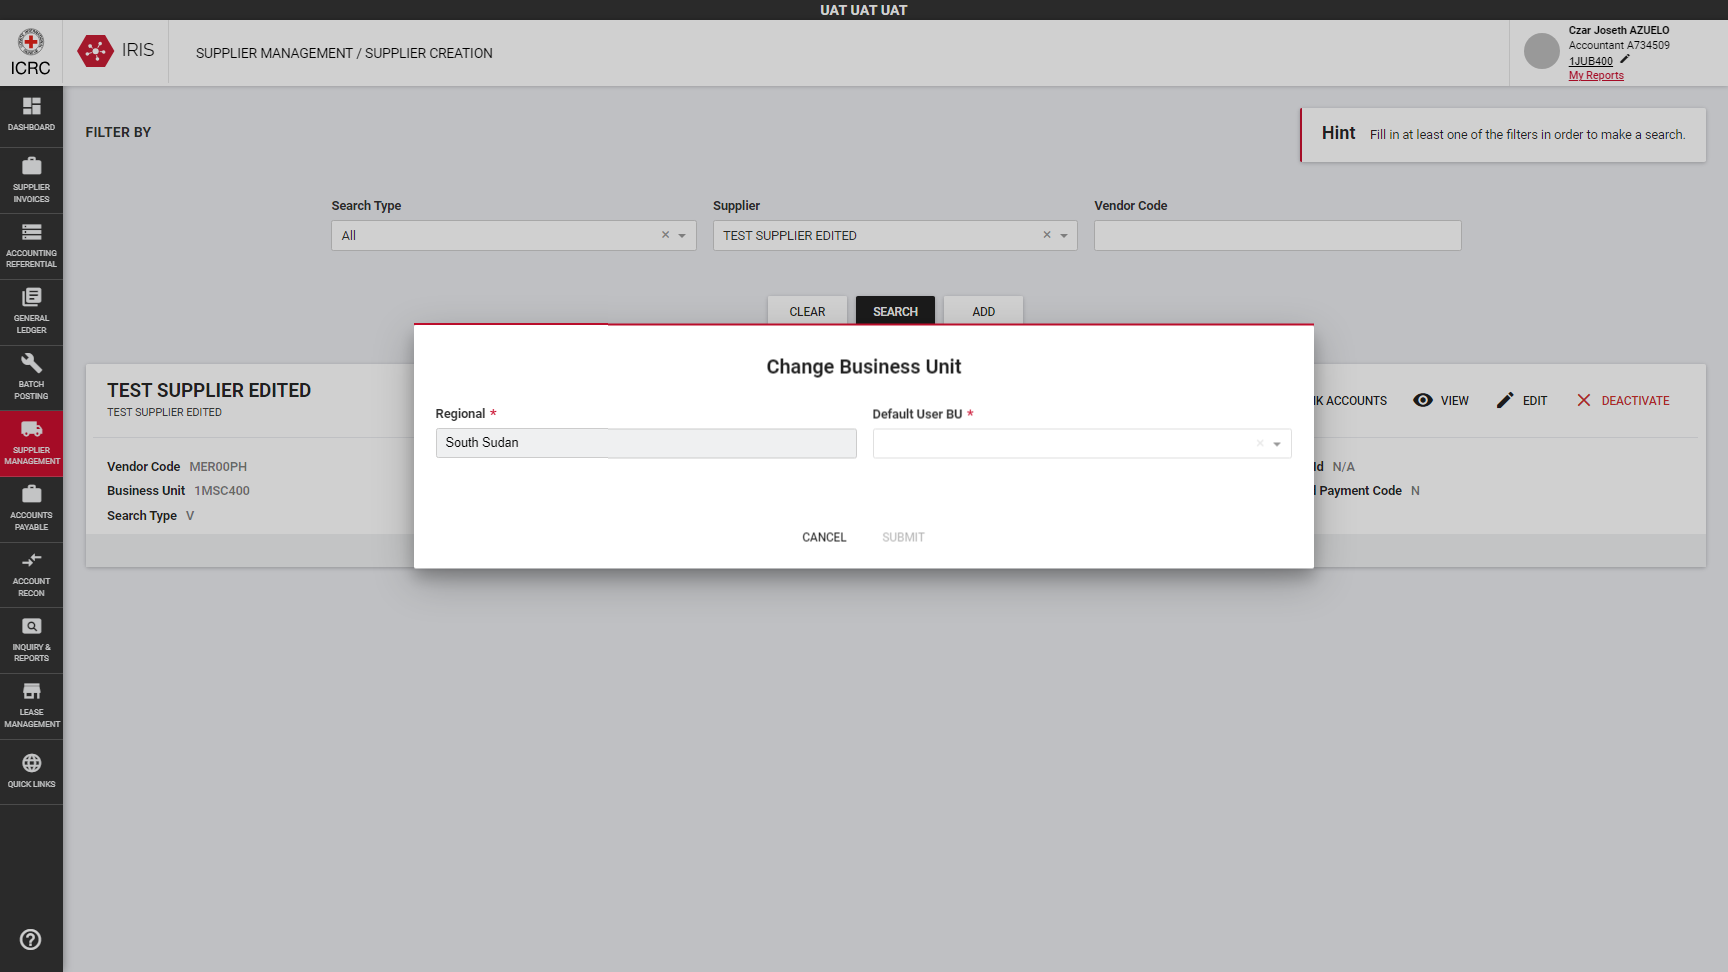 UAT UAT UAT
ICRC
IRIS
SUPPLIER MANAGEMENT / SUPPLIER CREATION
Czar Joseth AZUELO
Accountant A734509
1JUB400
My Reports
DASHBOARD
SUPPLIER
INVOICES
ACCOUNTING
REFERENTIAL
GENERAL
LEDGER
BATCH
POSTING
SUPPLIER
MANAGEMENT
ACCOUNTS
PAYABLE
ACCOUNT
RECON
INQUIRY &
REPORTS
LEASE
MANAGEMENT
QUICK LINKS
FILTER BY
Hint Fill in at least one of the filters in order to make a search.
Search Type Supplier Vendor Code
All TEST SUPPLIER EDITED
CLEAR SEARCH ADD
Change Business Unit
Regional * Default User BU *
South Sudan
CANCEL SUBMIT
TEST SUPPLIER EDITED
TEST SUPPLIER EDITED
K ACCOUNTS VIEW EDIT DEACTIVATE
Vendor Code MER00PH
Business Unit 1MSC400
Search Type V
Id N/A
Payment Code N